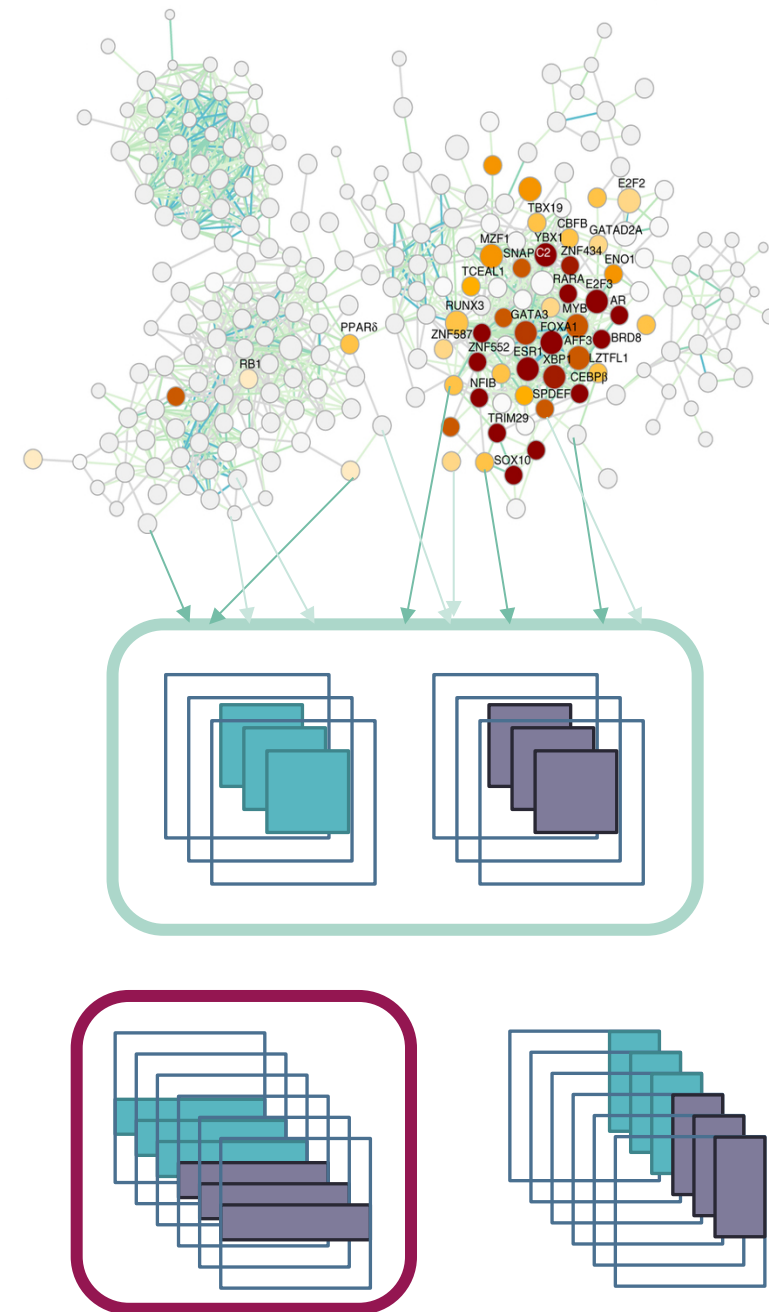 E2F2
TBX19
CBFB
GATAD2A
YBX1
MZF1
SNAPC2
ZNF434
ENO1
TCEAL1
RARA
E2F3
AR
RUNX3
MYB
GATA3
PPARδ
ZNF587
FOXA1
BRD8
ZNF552
AFF3
ESR1
RB1
XBP1
LZTFL1
NFIB
CEBPβ
SPDEF
TRIM29
SOX10